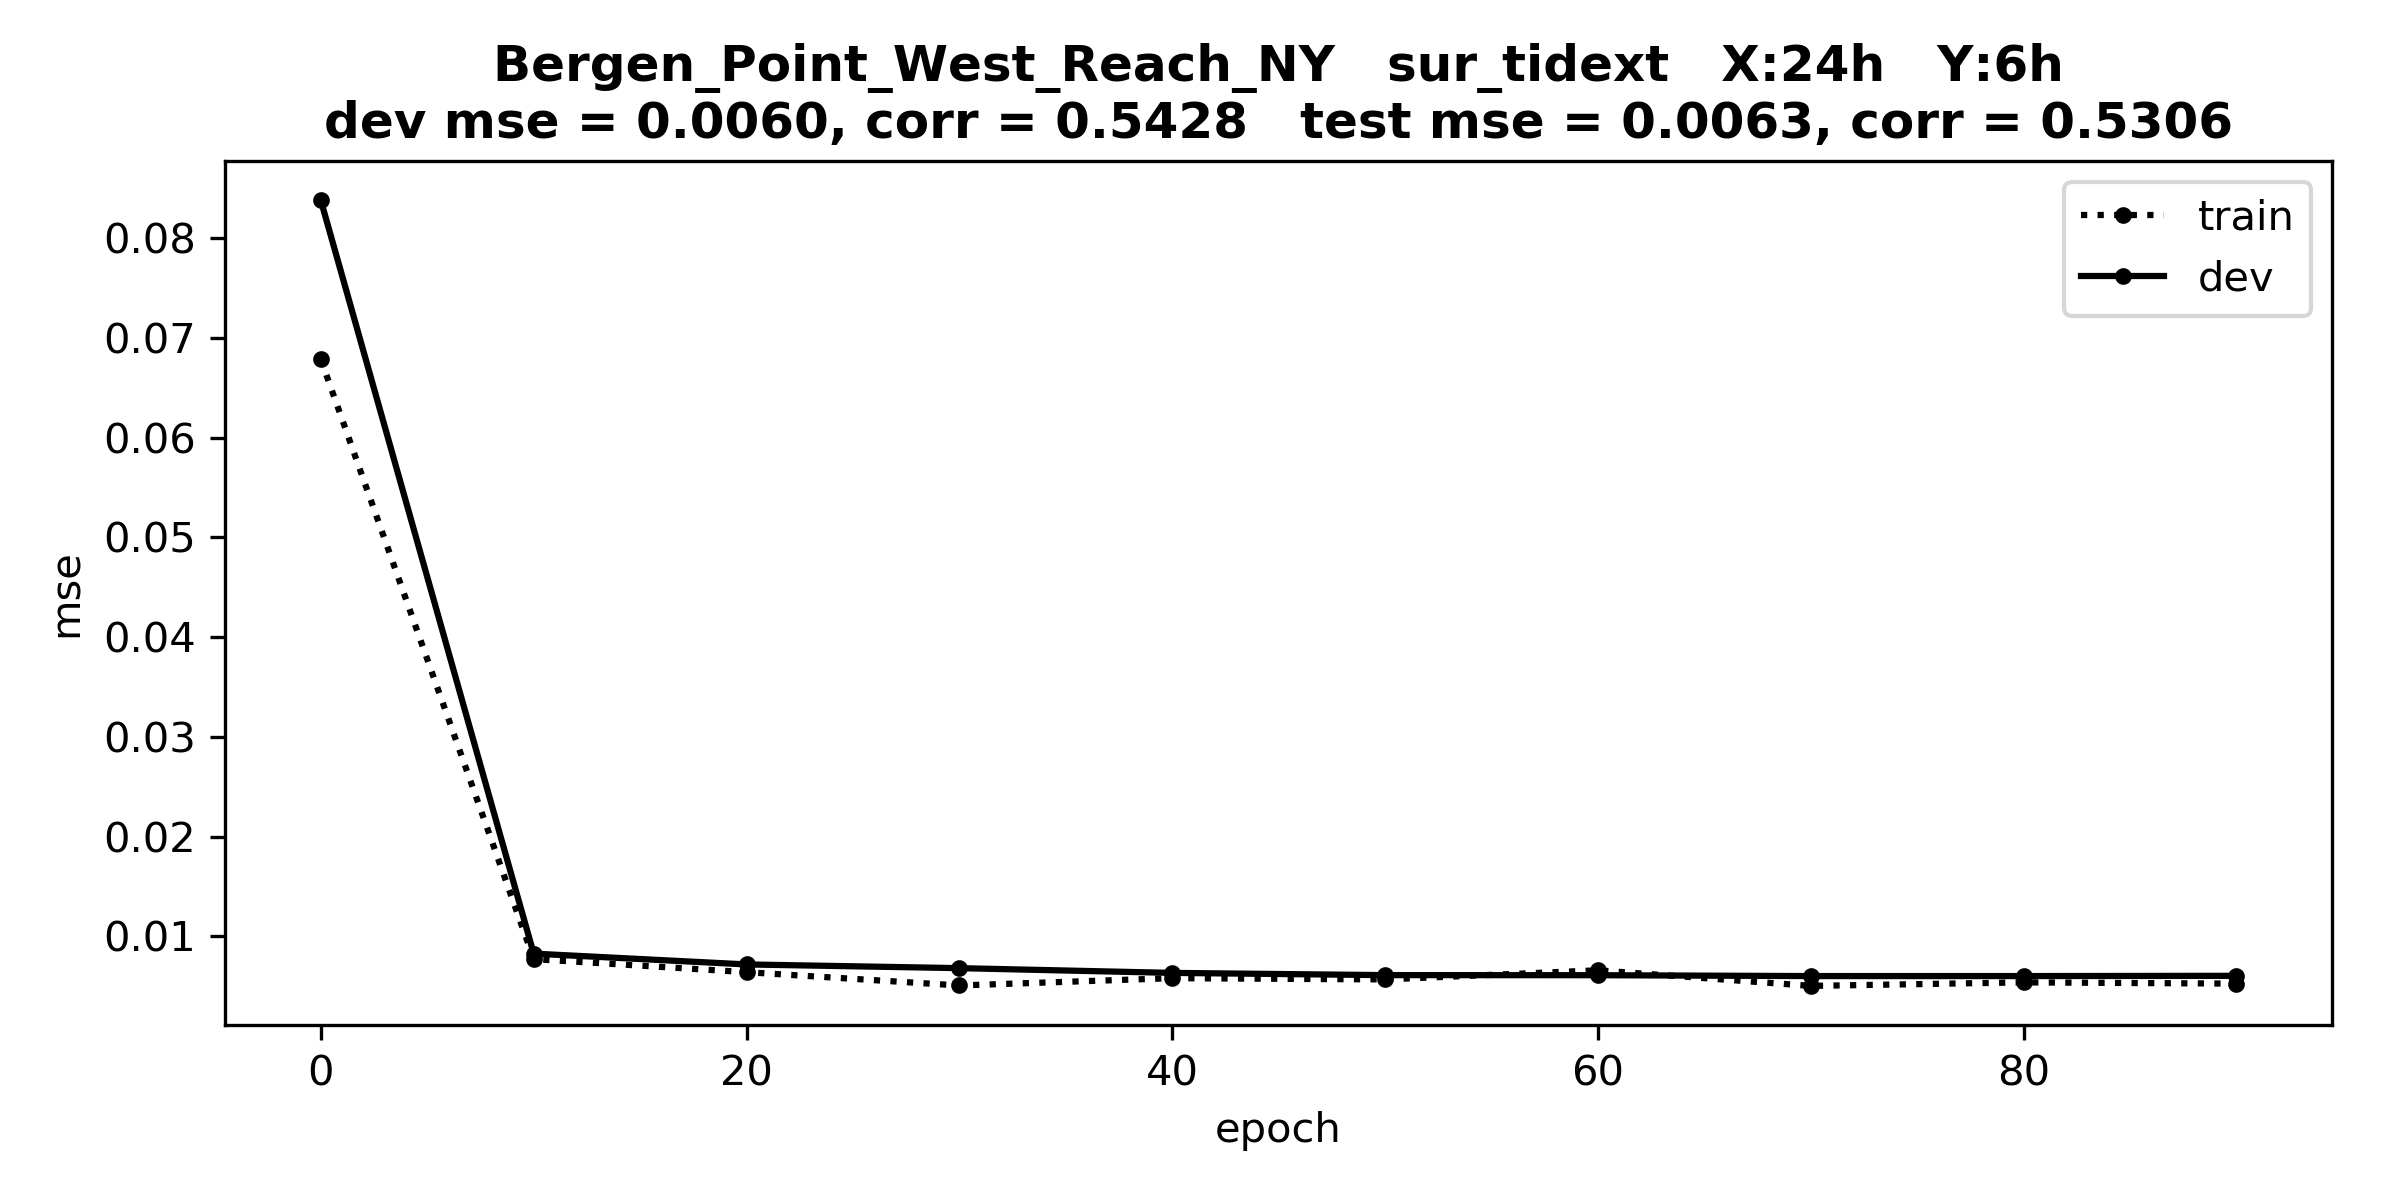 Bergen_Point_West_Reach_NY   sur_tidext   X:24h   Y:6h
dev mse = 0.0060, corr = 0.5428   test mse = 0.0063, corr = 0.5306
train
dev
0.08
0.07
0.06
0.05
0.04
0.03
0.02
0.01
mse
0 20 40 60 80
epoch